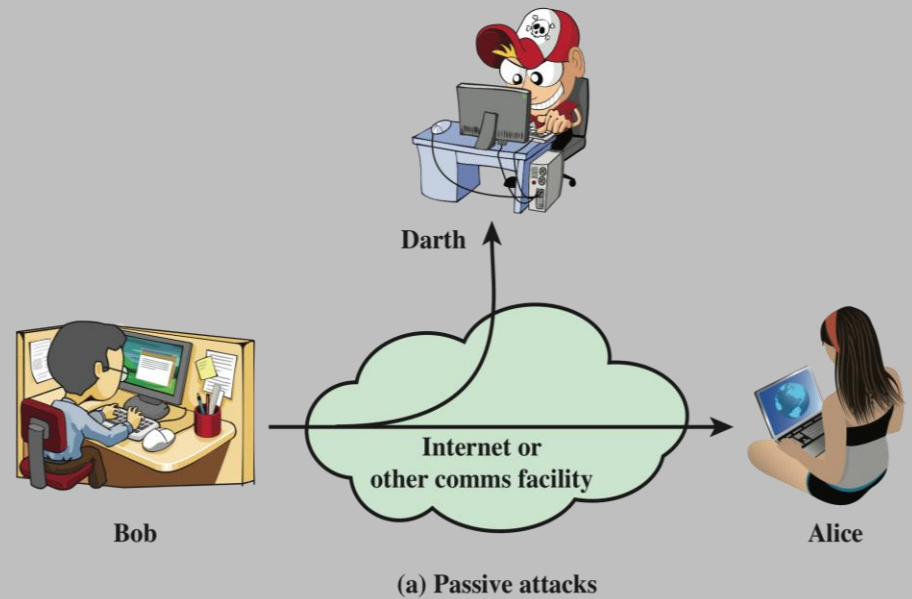 Darth
Internet or
other comms facility
Bob
Alice
(a) Passive attacks